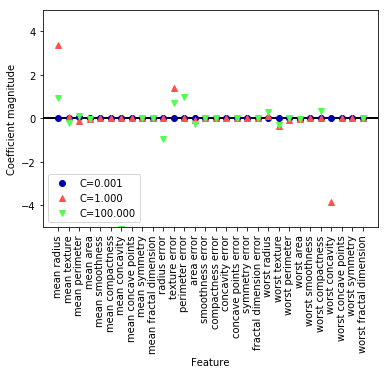 4
2
0
−2
−4
Coefficient magnitude
C=0.001
C=1.000
C=100.000
mean radius
mean texture
mean perimeter
mean area
mean smoothness
mean compactness
mean concavity
mean concave points
mean symmetry
mean fractal dimension
radius error
texture error
perimeter error
area error
smoothness error
compactness error
concavity error
concave points error
symmetry error
fractal dimension error
worst radius
worst texture
worst perimeter
worst area
worst smoothness
worst compactness
worst concavity
worst concave points
worst symmetry
worst fractal dimension
Feature